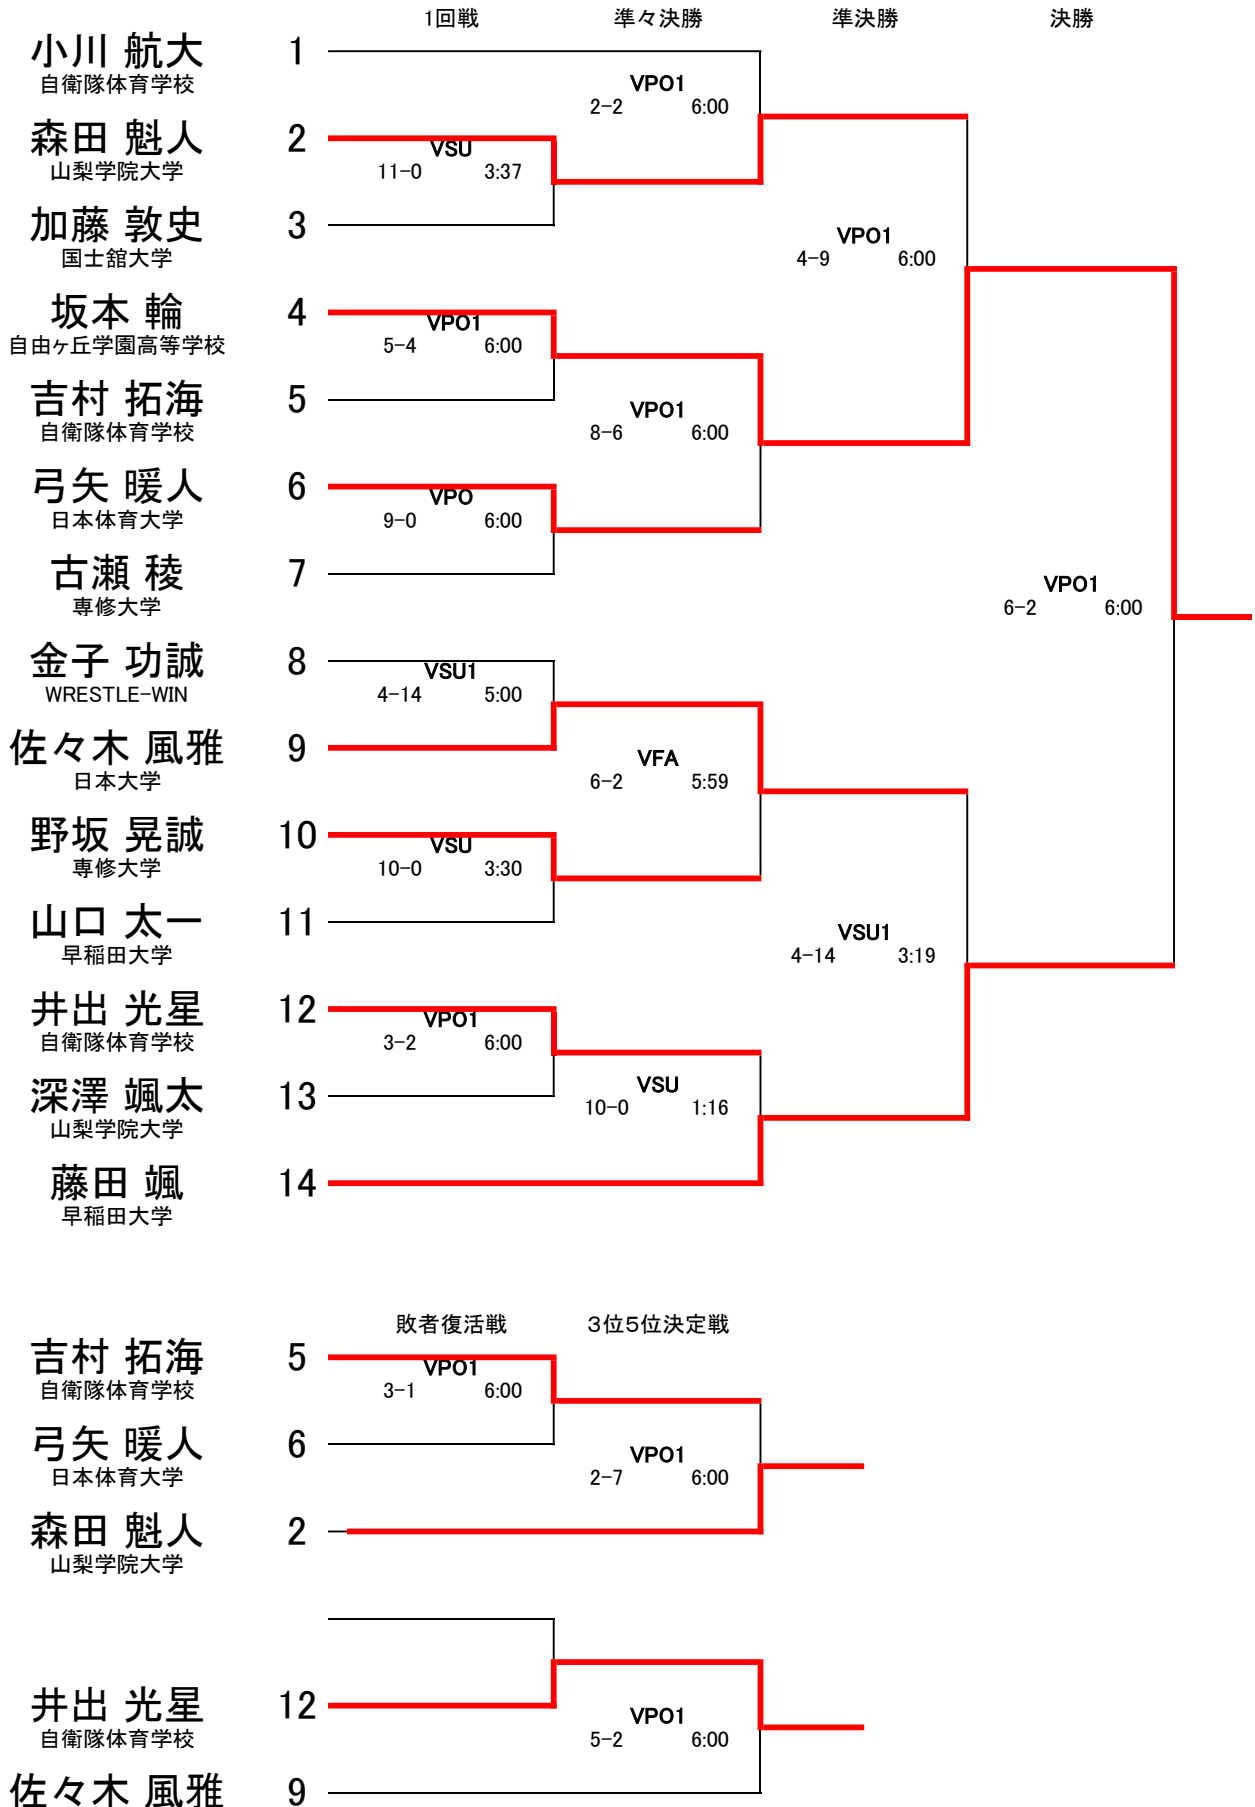 1回戦 準々決勝 準決勝 決勝
小川 航大 1
自衛隊体育学校
VPO1
2-2 6:00
森田 魁人 2
山梨学院大学
VSU
11-0 3:37
加藤 敦史 3
国士舘大学
VPO1
4-9 6:00
坂本 輪 4
自由ヶ丘学園高等学校
VPO1
5-4 6:00
吉村 拓海 5
自衛隊体育学校
VPO1
8-6 6:00
弓矢 暖人 6
日本体育大学
VPO
9-0 6:00
古瀬 稜 7
専修大学
VPO1
6-2 6:00
金子 功誠 8
WRESTLE-WIN
VSU1
4-14 5:00
佐々木 風雅 9
日本大学
VFA
6-2 5:59
野坂 晃誠 10
専修大学
VSU
10-0 3:30
山口 太一 11
早稲田大学
VSU1
4-14 3:19
井出 光星 12
自衛隊体育学校
VPO1
3-2 6:00
深澤 颯太 13
山梨学院大学
VSU
10-0 1:16
藤田 颯 14
早稲田大学
敗者復活戦 3位5位決定戦
吉村 拓海 5
自衛隊体育学校
VPO1
3-1 6:00
弓矢 暖人 6
日本体育大学
VPO1
2-7 6:00
森田 魁人 2
山梨学院大学
井出 光星 12
自衛隊体育学校
VPO1
5-2 6:00
佐々木 風雅 9